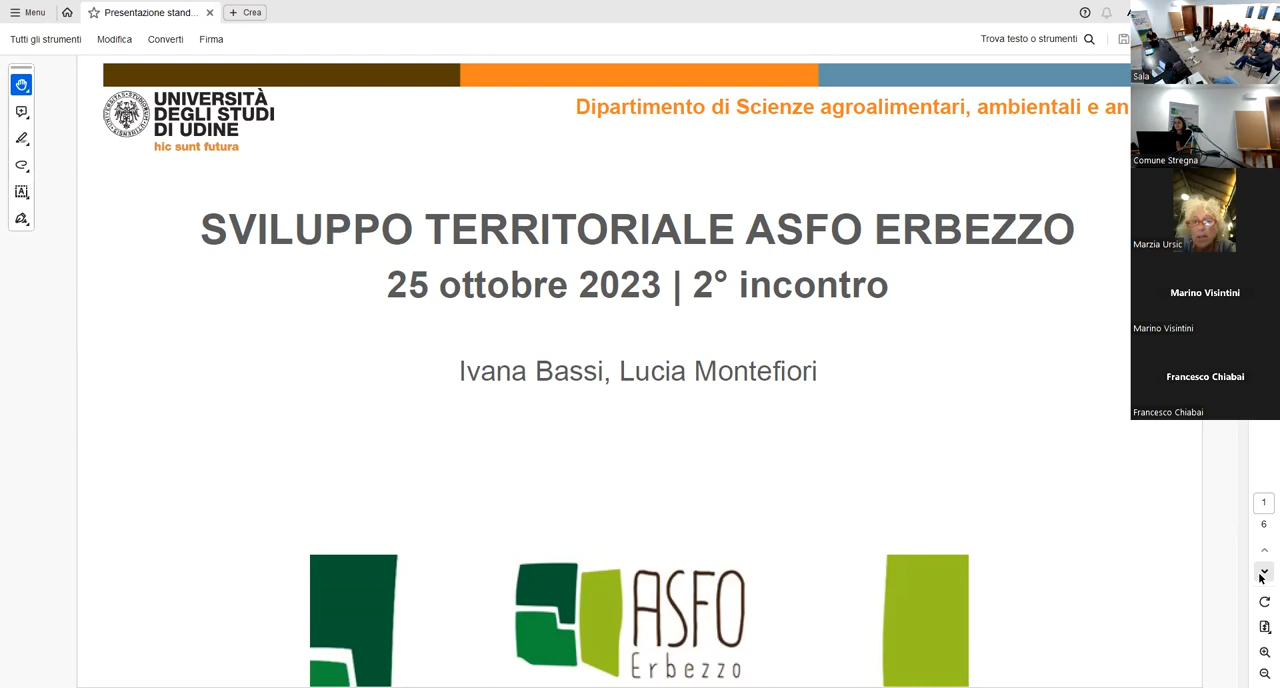 Menu
Presentazione stand...
Crea
Tutti gli strumenti
Modifica
Converti
Firma
Trova testo o strumenti
UNIVERSITÀ
DEGLI STUDI
DI UDINE
hic sunt futura
Dipartimento di Scienze agroalimentari, ambientali e an
SVILUPPO TERRITORIALE ASFO ERBEZZO
25 ottobre 2023 | 2° incontro
Ivana Bassi, Lucia Montefiori
ASFO
Erbezzo
Sala
Comune Stregna
Marzia Ursic
Marino Visintini
Marino Visintini
Francesco Chiabai
Francesco Chiabai
1
6